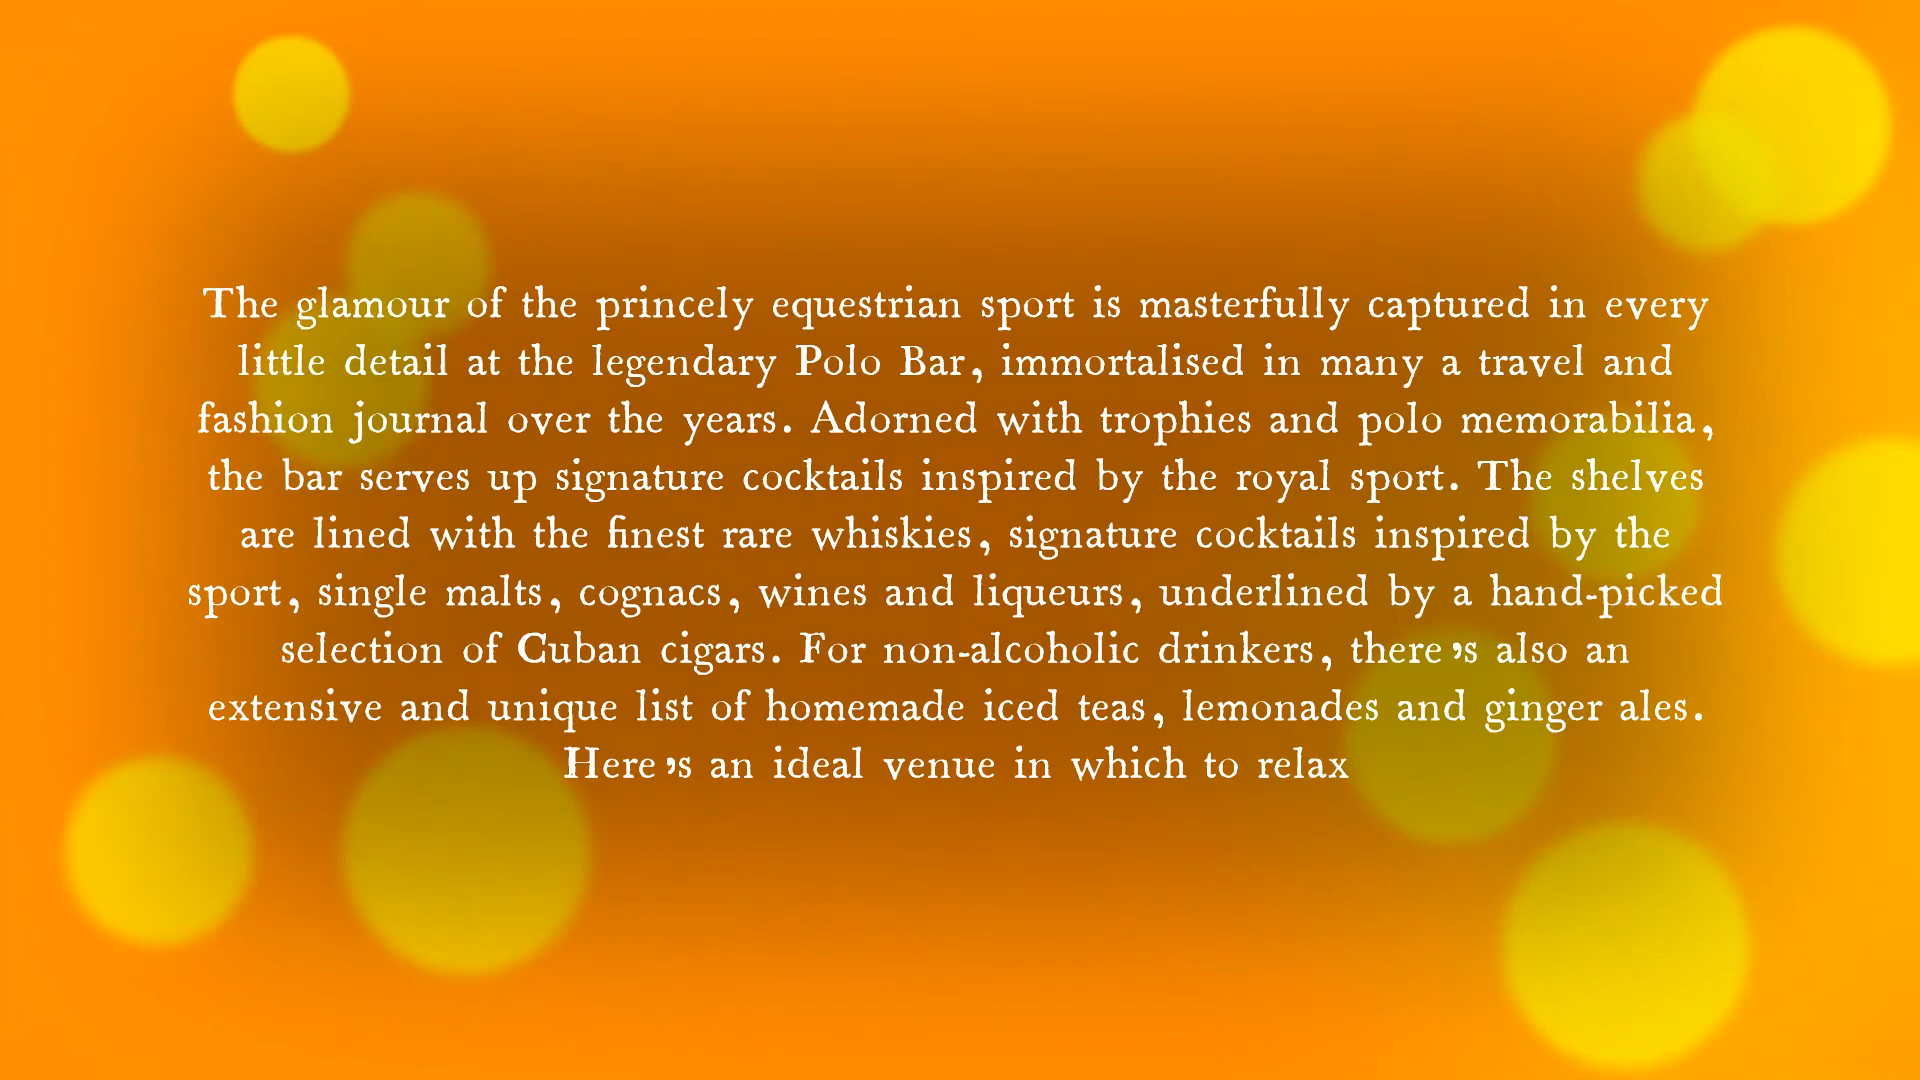 The glamour of the princely equestrian sport is masterfully captured in every
little detail at the legendary Polo Bar, immortalised in many a travel and
fashion journal over the years. Adorned with trophies and polo memorabilia,
the bar serves up signature cocktails inspired by the royal sport. The shelves
are lined with the finest rare whiskies, signature cocktails inspired by the
sport, single malts, cognacs, wines and liqueurs, underlined by a hand-picked
selection of Cuban cigars. For non-alcoholic drinkers, there's also an
extensive and unique list of homemade iced teas, lemonades and ginger ales.
Here's an ideal venue in which to relax